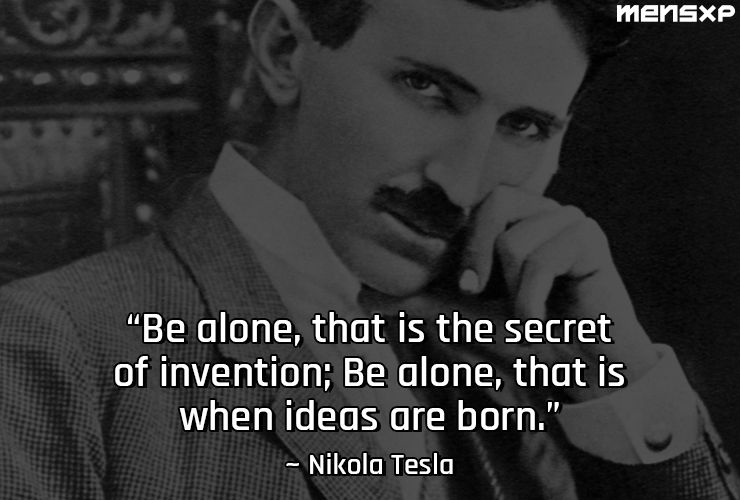 mensxp
“Be alone, that is the secret
of invention; Be alone, that is
when ideas are born.”
~ Nikola Tesla